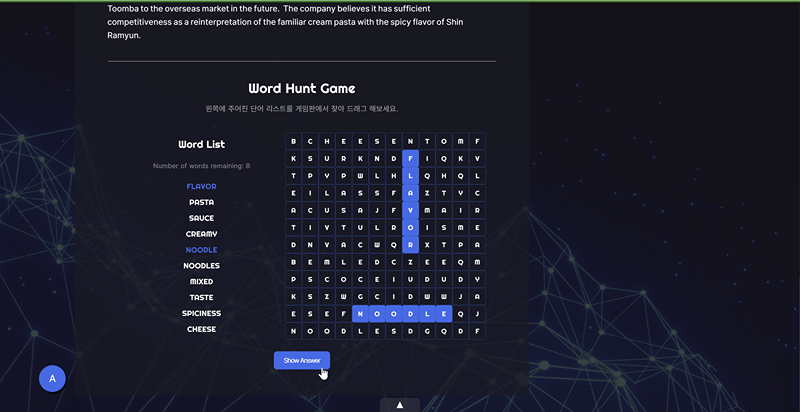 Toomba to the overseas market in the future. The company believes it has sufficient
competitiveness as a reinterpretation of the familiar cream pasta with the spicy flavor of Shin
Ramyun.
Word Hunt Game
왼쪽에 주어진 단어 리스트를 게임판에서 찾아 드래그 해보세요.
Word List
Number of words remaining: 8
FLAVOR
PASTA
SAUCE
CREAMY
NOODLE
NOODLES
MIXED
TASTE
SPICINESS
CHEESE
B C H E E S E N T O M F
K S U R K N D F I Q K V
T P Y P W L H L Q H Q L
E I L A S S F A Z T Y C
A C U S A J F V M A I R
T I V T U L R O I S M E
D N V A C W Q R X T P A
B E M L E D C Z E E Q M
P S C O C E I U D U D Y
K S Z W G C I D W W J A
E S E F N O O D L E Q J
N O O D L E S D G Q D F
Show Answer
A
▲